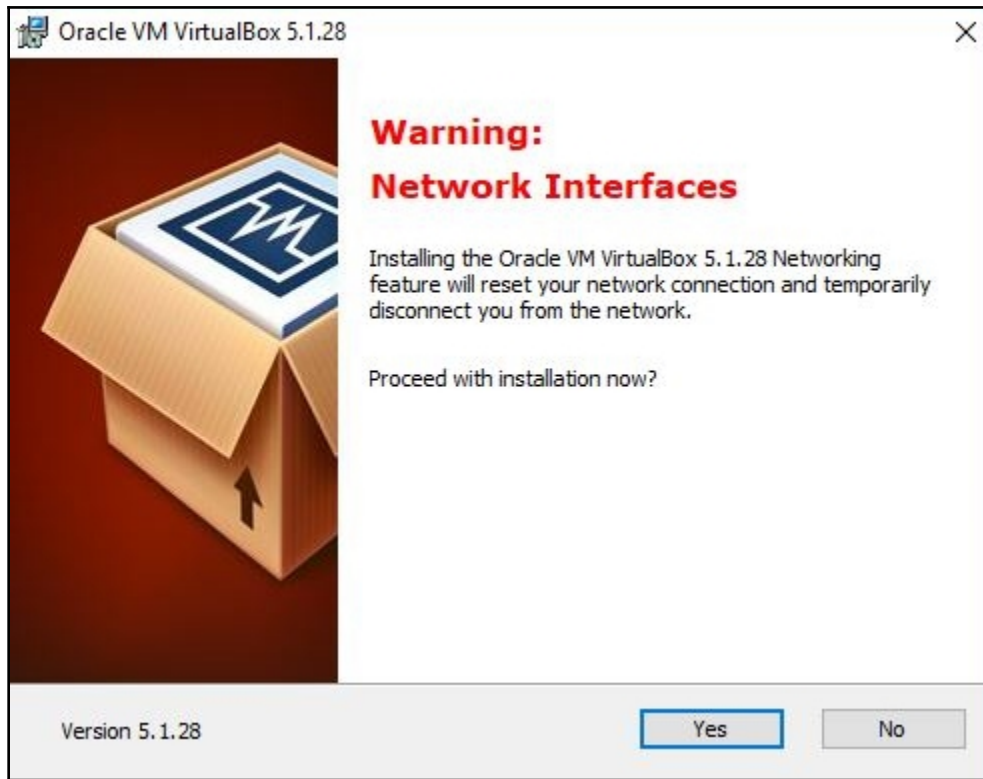 Oracle VM VirtualBox 5.1.28
Warning:
Network Interfaces
Installing the Oracle VM VirtualBox 5.1.28 Networking
feature will reset your network connection and temporarily
disconnect you from the network.
Proceed with installation now?
Version 5.1.28
Yes
No